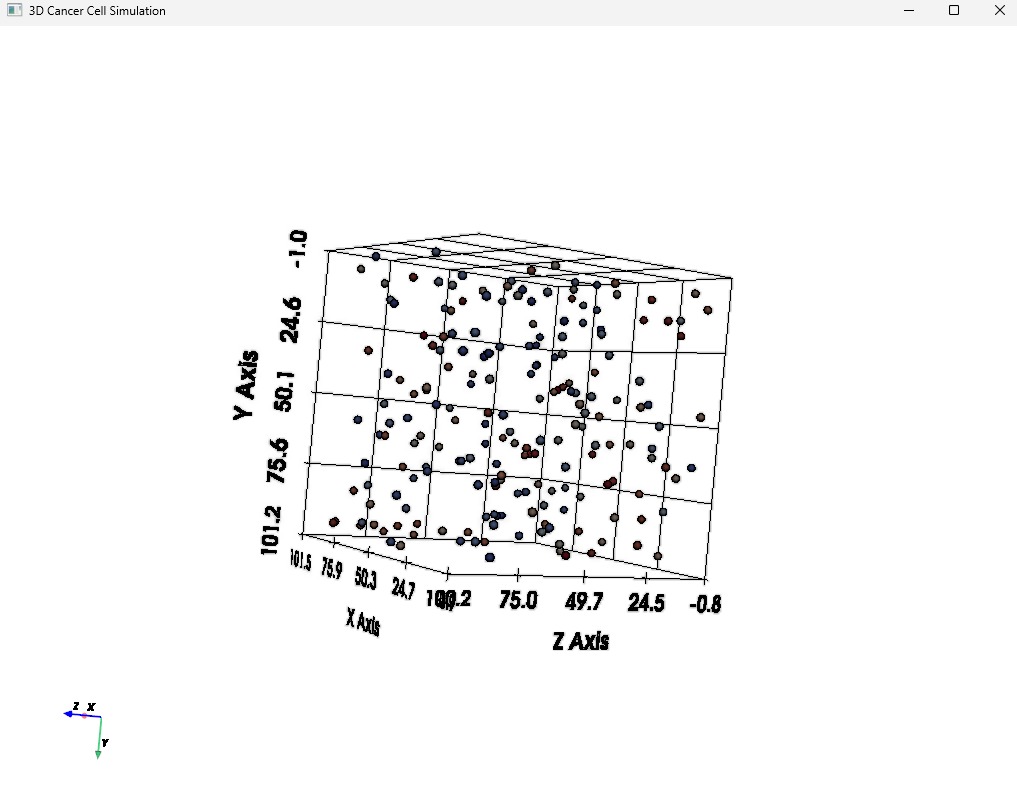 3D Cancer Cell Simulation
-1.0
24.6
50.1
75.6
101.2
Y Axis
101.5
75.9
50.3
24.7
X Axis
75.0
49.7
24.5
-0.8
Z Axis
Z X
Y